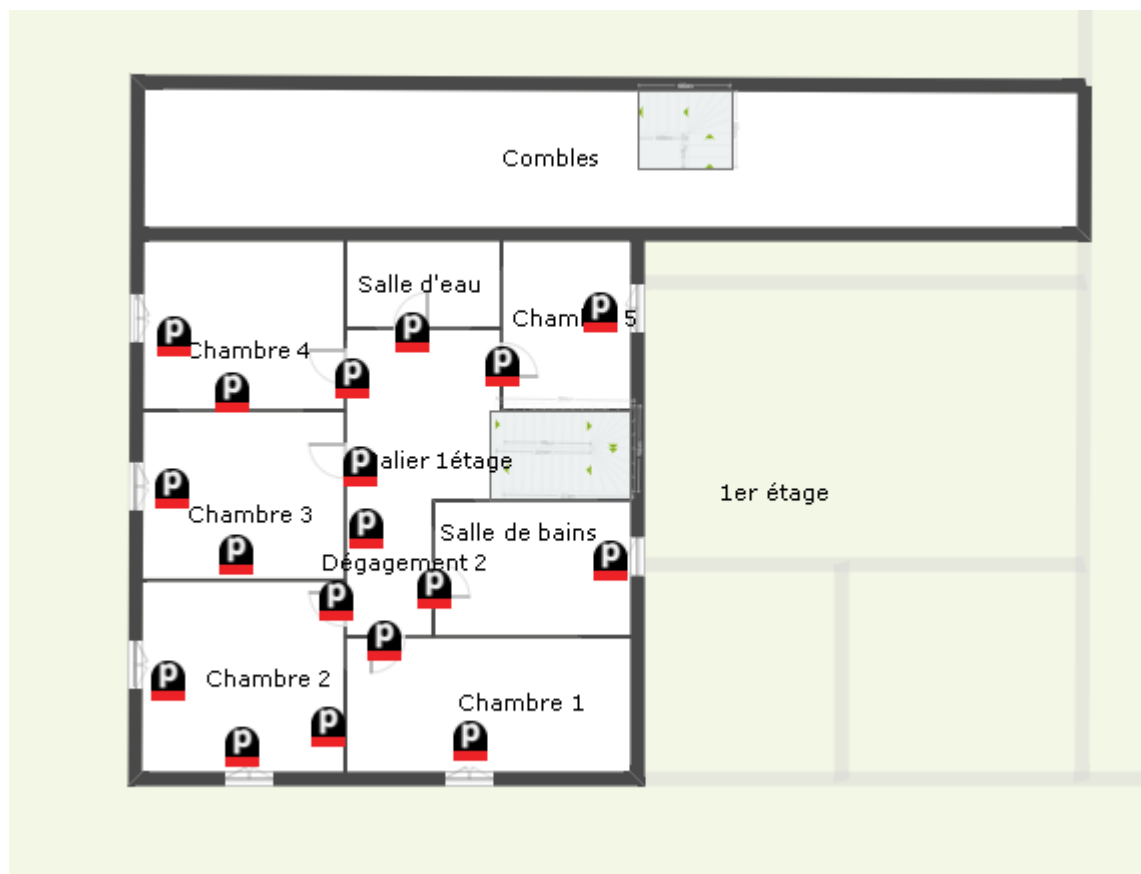 Combles
Salle d'eau
Cham
5
p
p
p
Chambre 4
p
p
p
p
alier 1étage
p
1er étage
Chambre 3
p
Salle de bains
p
p
Dégagement 2
p
p
p
Chambre 2
p
Chambre 1
p
p
p